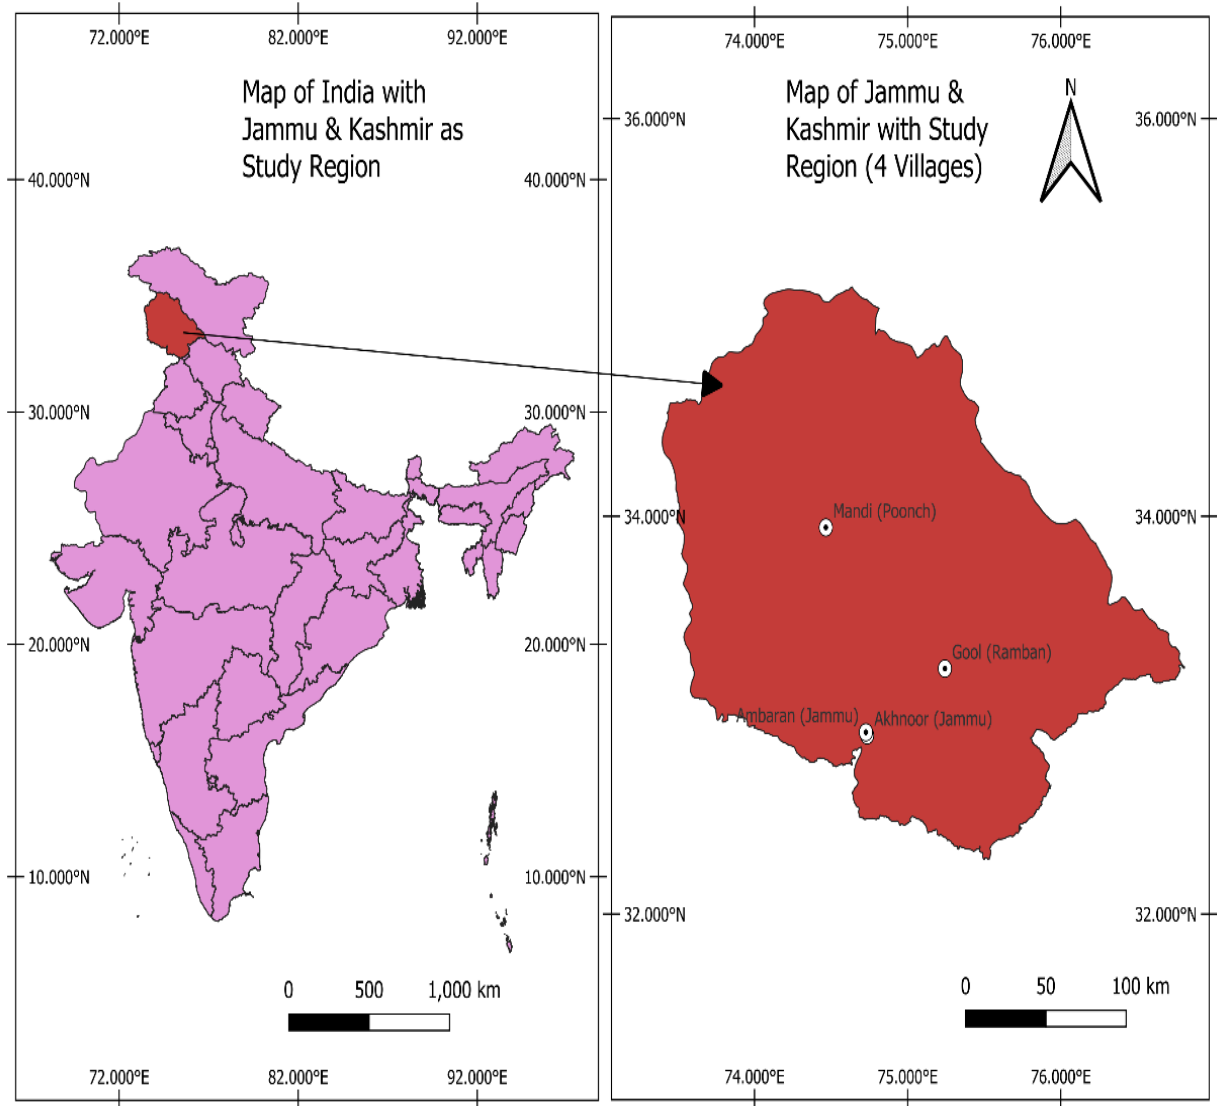 72.000°E 82.000°E 92.000°E
Map of India with
Jammu & Kashmir as
Study Region
40.000°N 40.000°N
30.000°N 30.000°N
20.000°N 20.000°N
10.000°N 10.000°N
0 500 1,000 km
72.000°E 82.000°E 92.000°E
74.000°E 75.000°E 76.000°E
Map of Jammu &
Kashmir with Study
Region (4 Villages)
N
36.000°N 36.000°N
Mandi (Poonch)
34.000°N 34.000°N
Gool (Ramban)
Ambaran (Jammu) Akhnoor (Jammu)
32.000°N 32.000°N
0 50 100 km
74.000°E 75.000°E 76.000°E